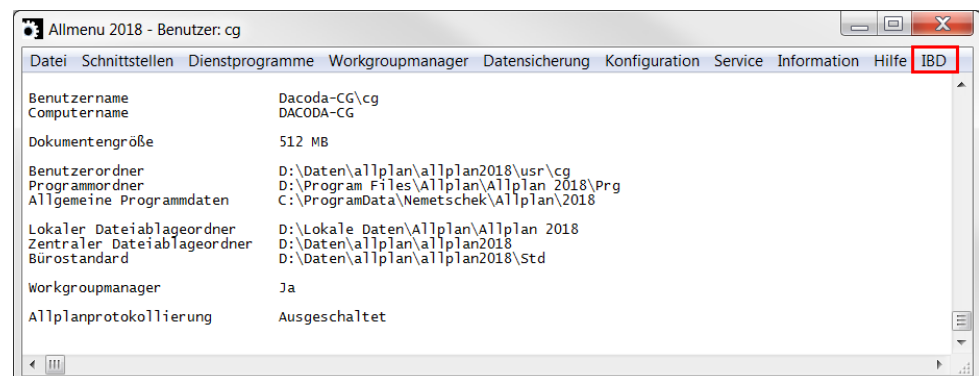 Allmenu 2018 - Benutzer: cg
Datei Schnittstellen Dienstprogramme Workgroupmanager Datensicherung Konfiguration Service Information Hilfe IBD
Benutzername Dacoda-CG\cg
Computername DACODA-CG
Dokumentengröße 512 MB
Benutzerordner D:\Daten\allplan\allplan2018\usr\cg
Programmordner D:\Program Files\Allplan\Allplan 2018\Prg
Allgemeine Programmdaten C:\ProgramData\Nemetschek\Allplan\2018
Lokaler Dateiablageordner D:\Lokale Daten\Allplan\Allplan 2018
Zentraler Dateiablageordner D:\Daten\allplan\allplan2018
Bürostandard D:\Daten\allplan\allplan2018\Std
Workgroupmanager Ja
Allplanprotokollierung Ausgeschaltet